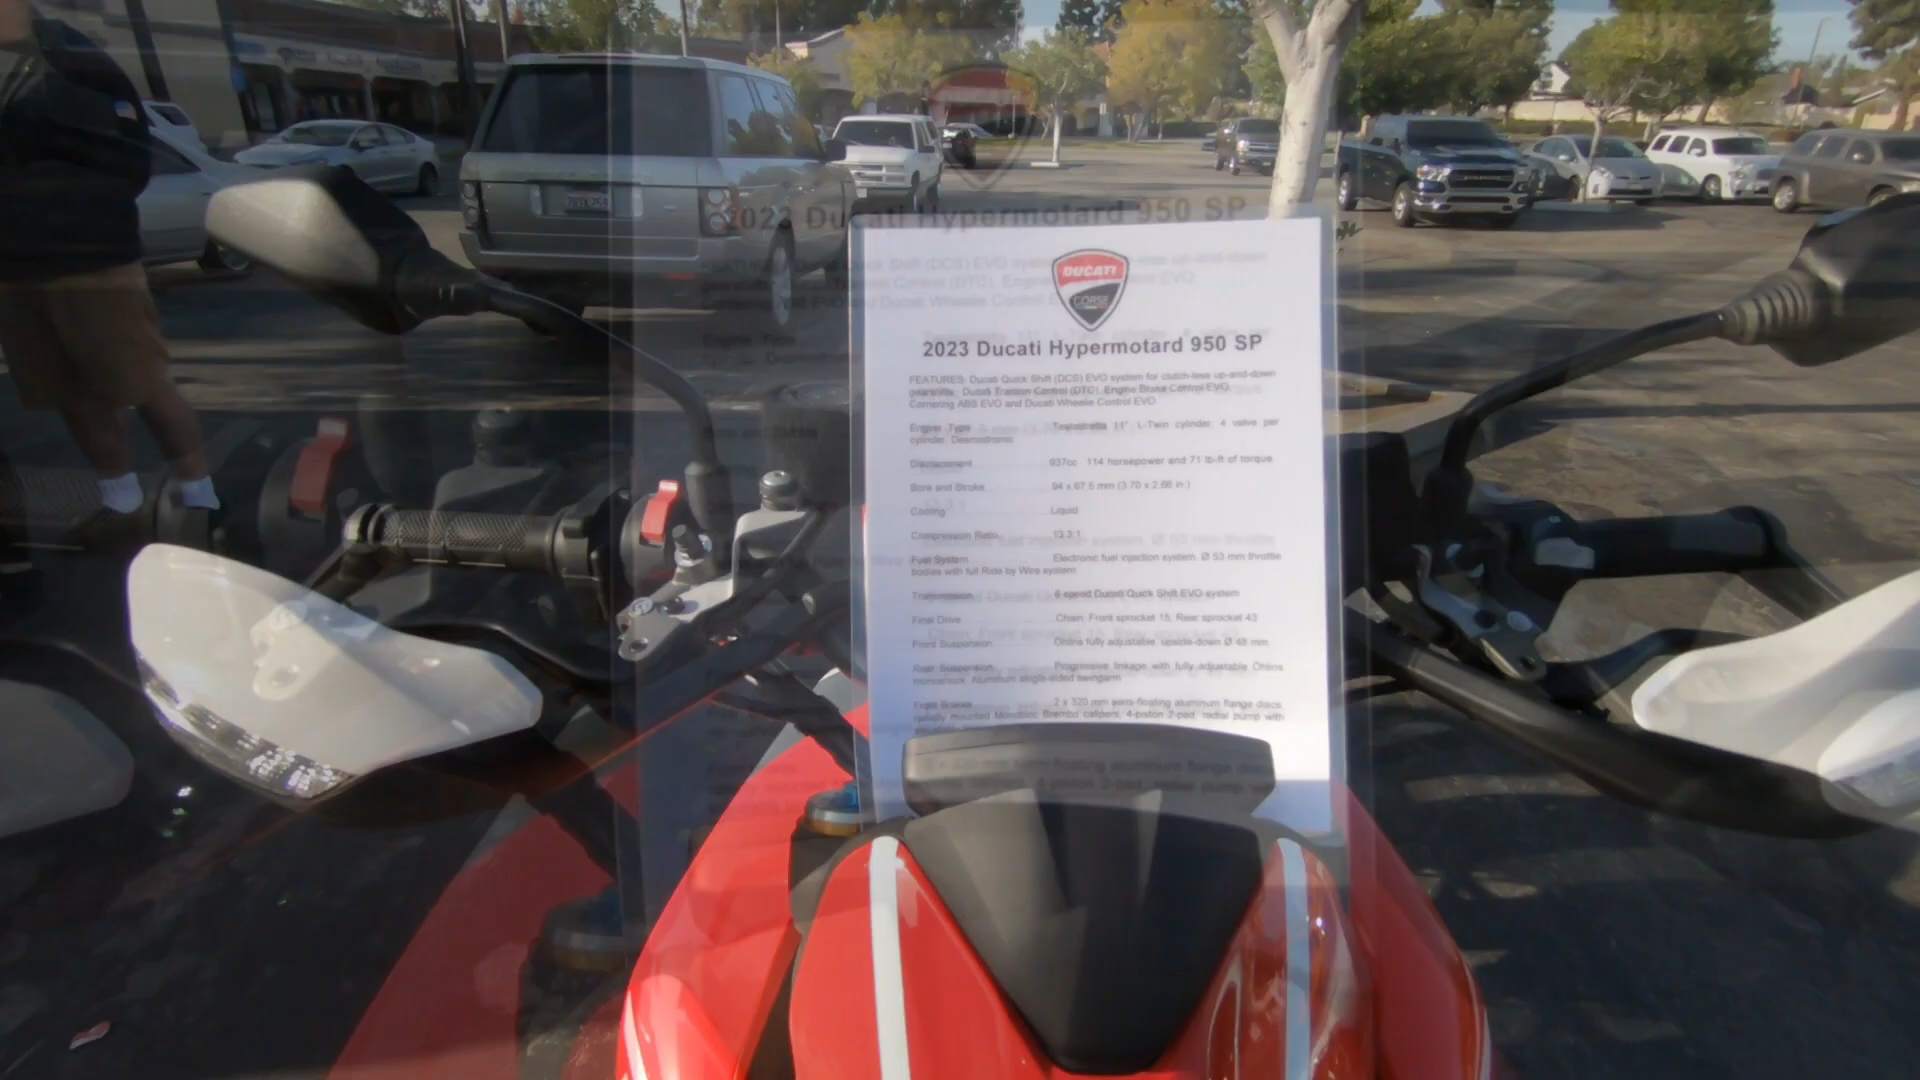 DUCATI
CORSE
2023 Ducati Hypermotard 950 SP
FEATURES: Ducati Quick Shift (DCS) EVO system for clutch-less up-and-down
gearshifts, Ducati Traction Control (DTC), Engine Brake Control EVO,
Cornering ABS EVO and Ducati Wheelie Control EVO.
Engine Type Testastretta 11° L-Twin cylinder, 4 valve per
cylinder, Desmodromic
Displacement 937cc 114 horsepower and 71 lb-ft of torque
Bore and Stroke 94 x 67.5 mm (3.70 x 2.66 in.)
Cooling Liquid
Compression Ratio 13.3:1
Fuel System Electronic fuel injection system, Ø 53 mm throttle
bodies with full Ride by Wire system
Transmission 6 speed Ducati Quick Shift EVO system
Final Drive Chain: Front sprocket 15; Rear sprocket 43
Front Suspension Öhlins fully adjustable, upside-down Ø 48 mm
Rear Suspension Progressive linkage with fully adjustable Öhlins
monoshock. Aluminum single-sided swingarm
Front Brakes 2 x 320 mm semi-floating aluminum flange discs,
radially mounted Monobloc Brembo calipers, 4-piston 2-pad, radial pump with